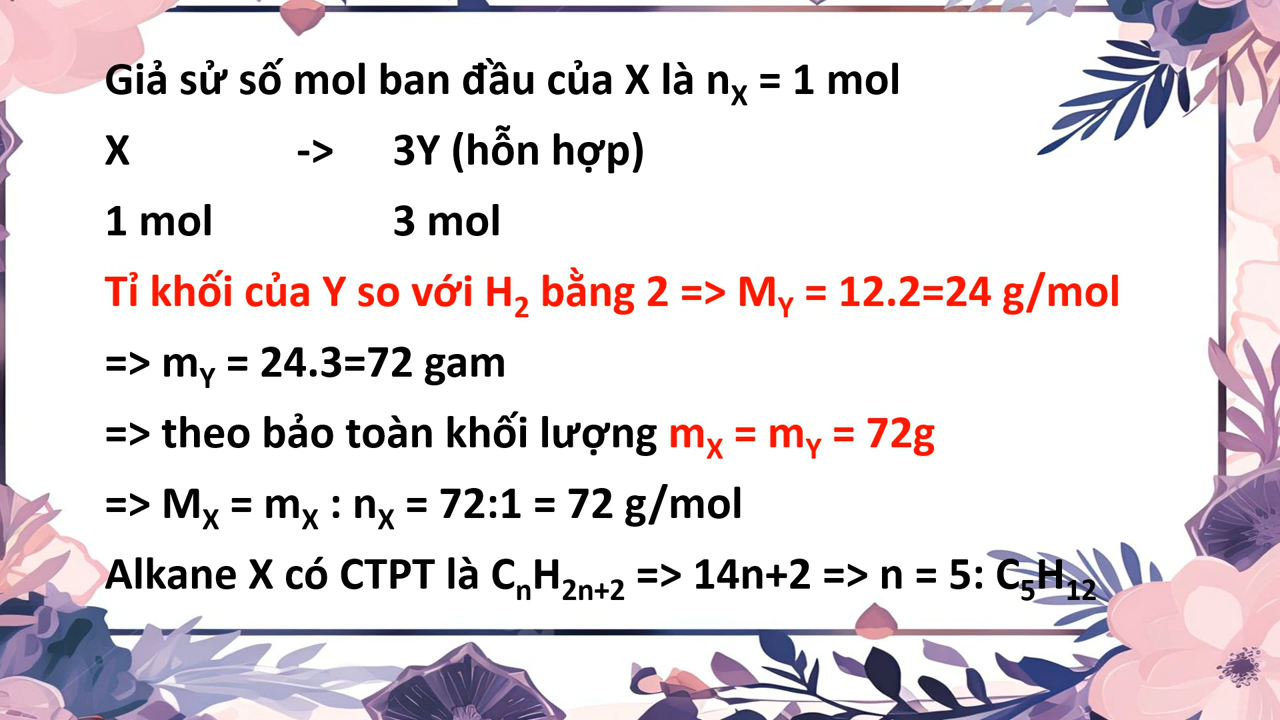 Giả sử số mol ban đầu của X là nX = 1 mol
X -> 3Y (hỗn hợp)
1 mol 3 mol
Tỉ khối của Y so với H2 bằng 2 => MY = 12.2=24 g/mol
=> mY = 24.3=72 gam
=> theo bảo toàn khối lượng mX = mY = 72g
=> MX = mX : nX = 72:1 = 72 g/mol
Alkane X có CTPT là CnH2n+2 => 14n+2 => n = 5: C5H12